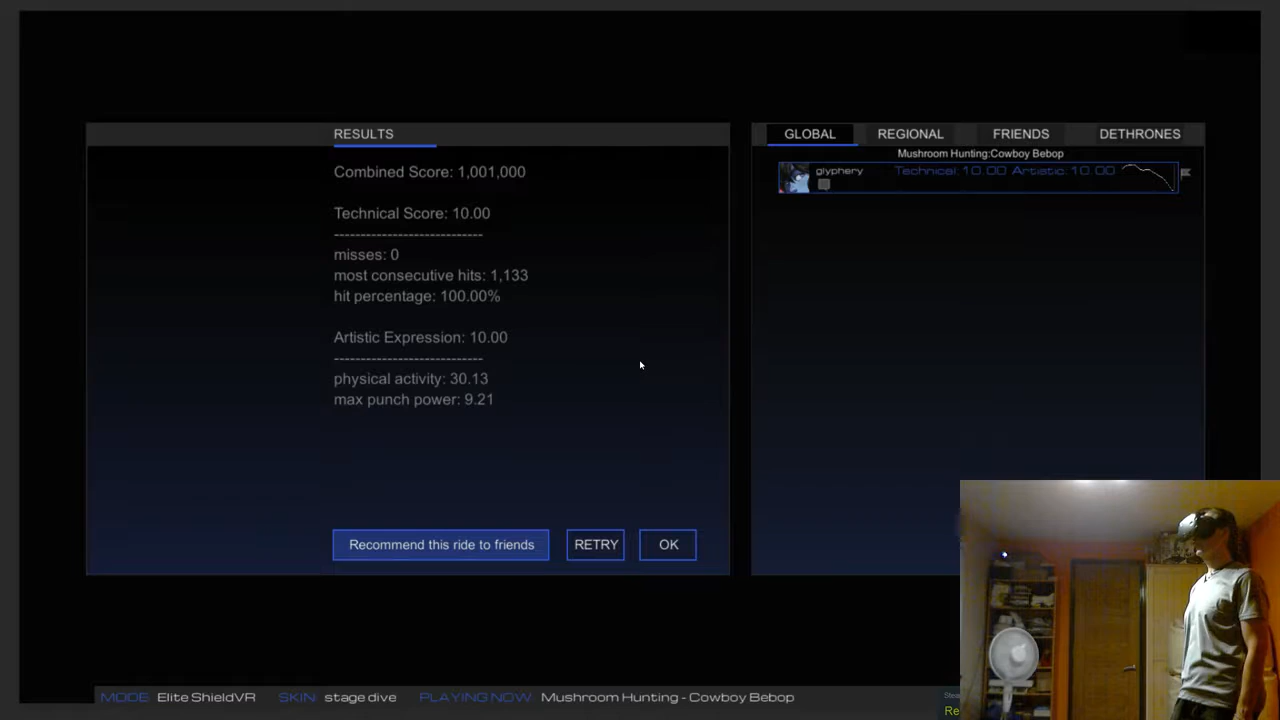 RESULTS
Combined Score: 1,001,000
Technical Score: 10.00
----------------------------
misses: 0
most consecutive hits: 1,133
hit percentage: 100.00%
Artistic Expression: 10.00
----------------------------
physical activity: 30.13
max punch power: 9.21
Recommend this ride to friends
RETRY
OK
GLOBAL REGIONAL FRIENDS DETHRONES
Mushroom Hunting:Cowboy Bebop
glyphery Technical: 10.00 Artistic: 10.00
MODE Elite ShieldVR SKIN stage dive PLAYING NOW Mushroom Hunting - Cowboy Bebop